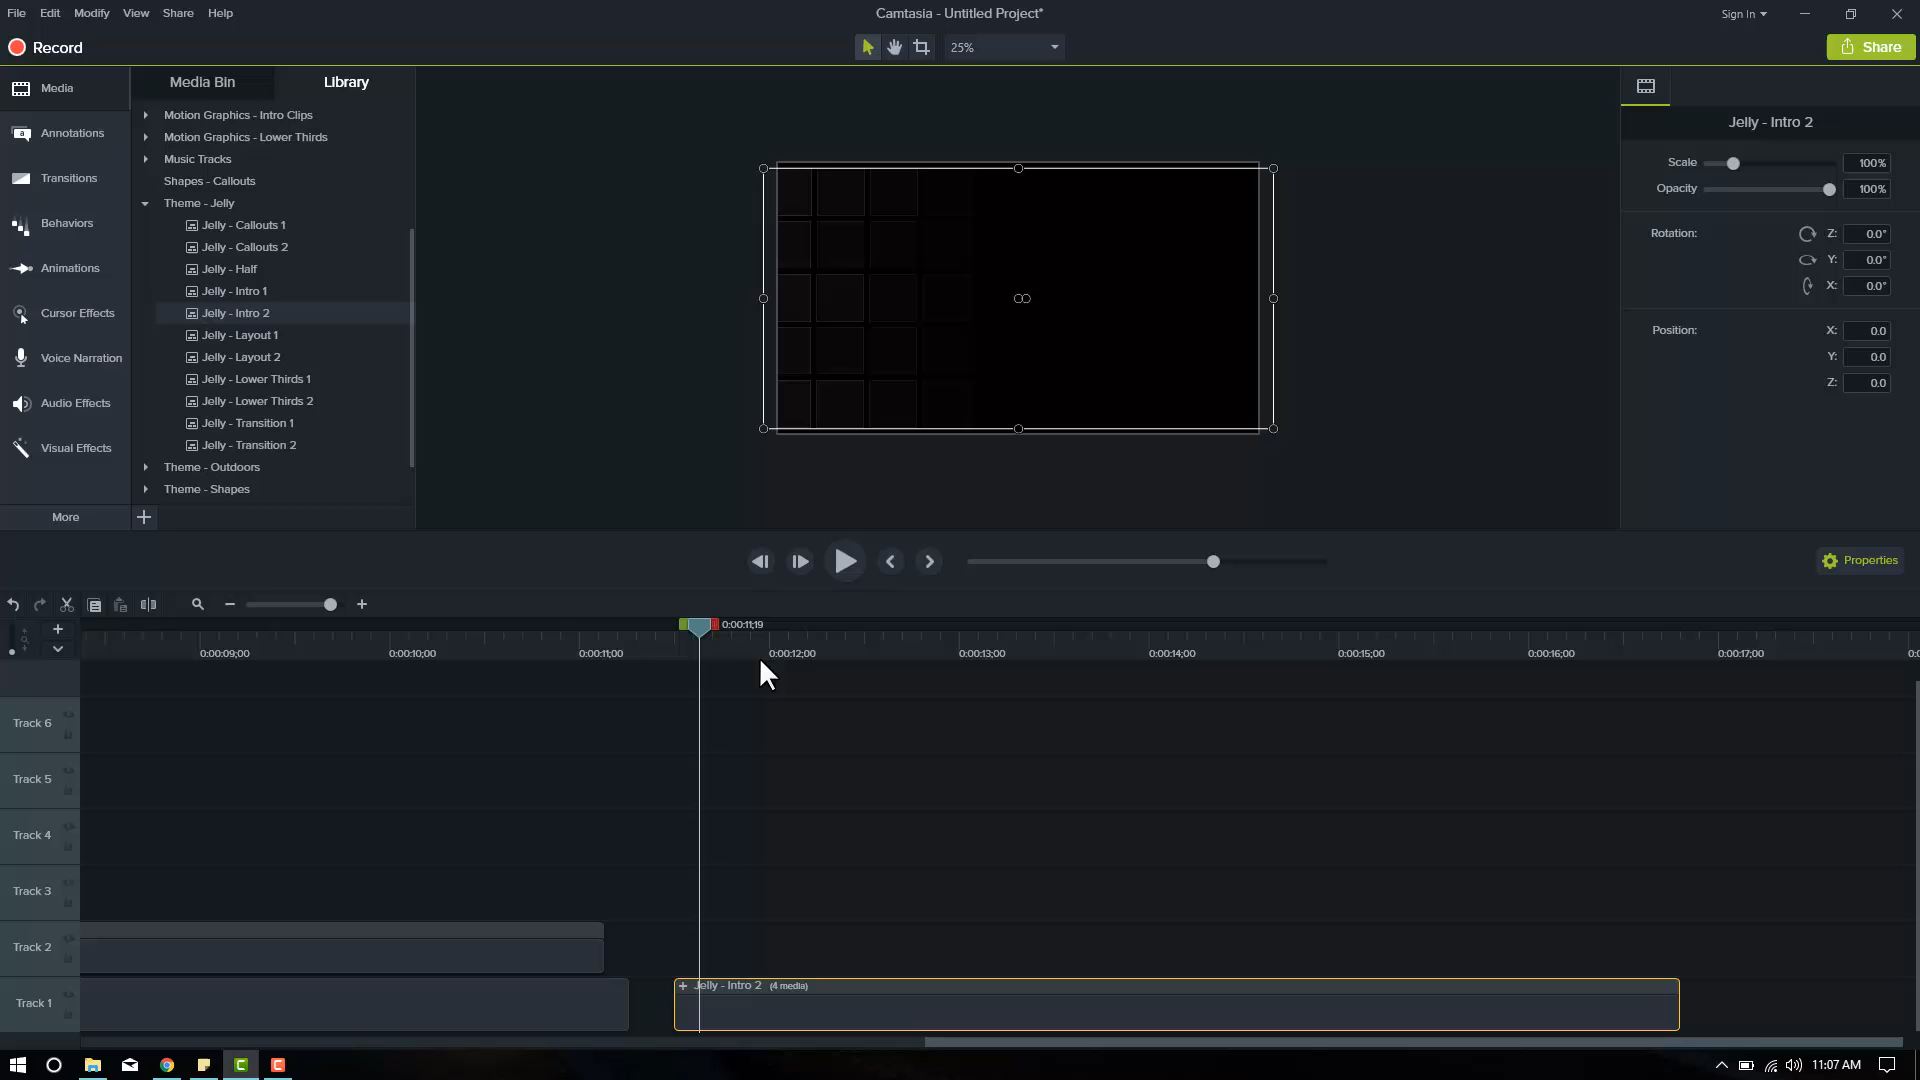 File Edit Modify View Share Help
Camtasia - Untitled Project*
Sign In
Record
25%
Share
Media
Annotations
Transitions
Behaviors
Animations
Cursor Effects
Voice Narration
Audio Effects
Visual Effects
More
Media Bin Library
Motion Graphics - Intro Clips
Motion Graphics - Lower Thirds
Music Tracks
Shapes - Callouts
Theme - Jelly
Jelly - Callouts 1
Jelly - Callouts 2
Jelly - Half
Jelly - Intro 1
Jelly - Intro 2
Jelly - Layout 1
Jelly - Layout 2
Jelly - Lower Thirds 1
Jelly - Lower Thirds 2
Jelly - Transition 1
Jelly - Transition 2
Theme - Outdoors
Theme - Shapes
Jelly - Intro 2
Scale 100%
Opacity 100%
Rotation: Z: 0.0°
Y: 0.0°
X: 0.0°
Position: X: 0.0
Y: 0.0
Z: 0.0
Properties
0:00:11;19
0:00:09;00 0:00:10;00 0:00:11;00 0:00:12;00 0:00:13;00 0:00:14;00 0:00:15;00 0:00:16;00 0:00:17;00
Track 6
Track 5
Track 4
Track 3
Track 2
Track 1
Jelly - Intro 2 (4 media)
11:07 AM